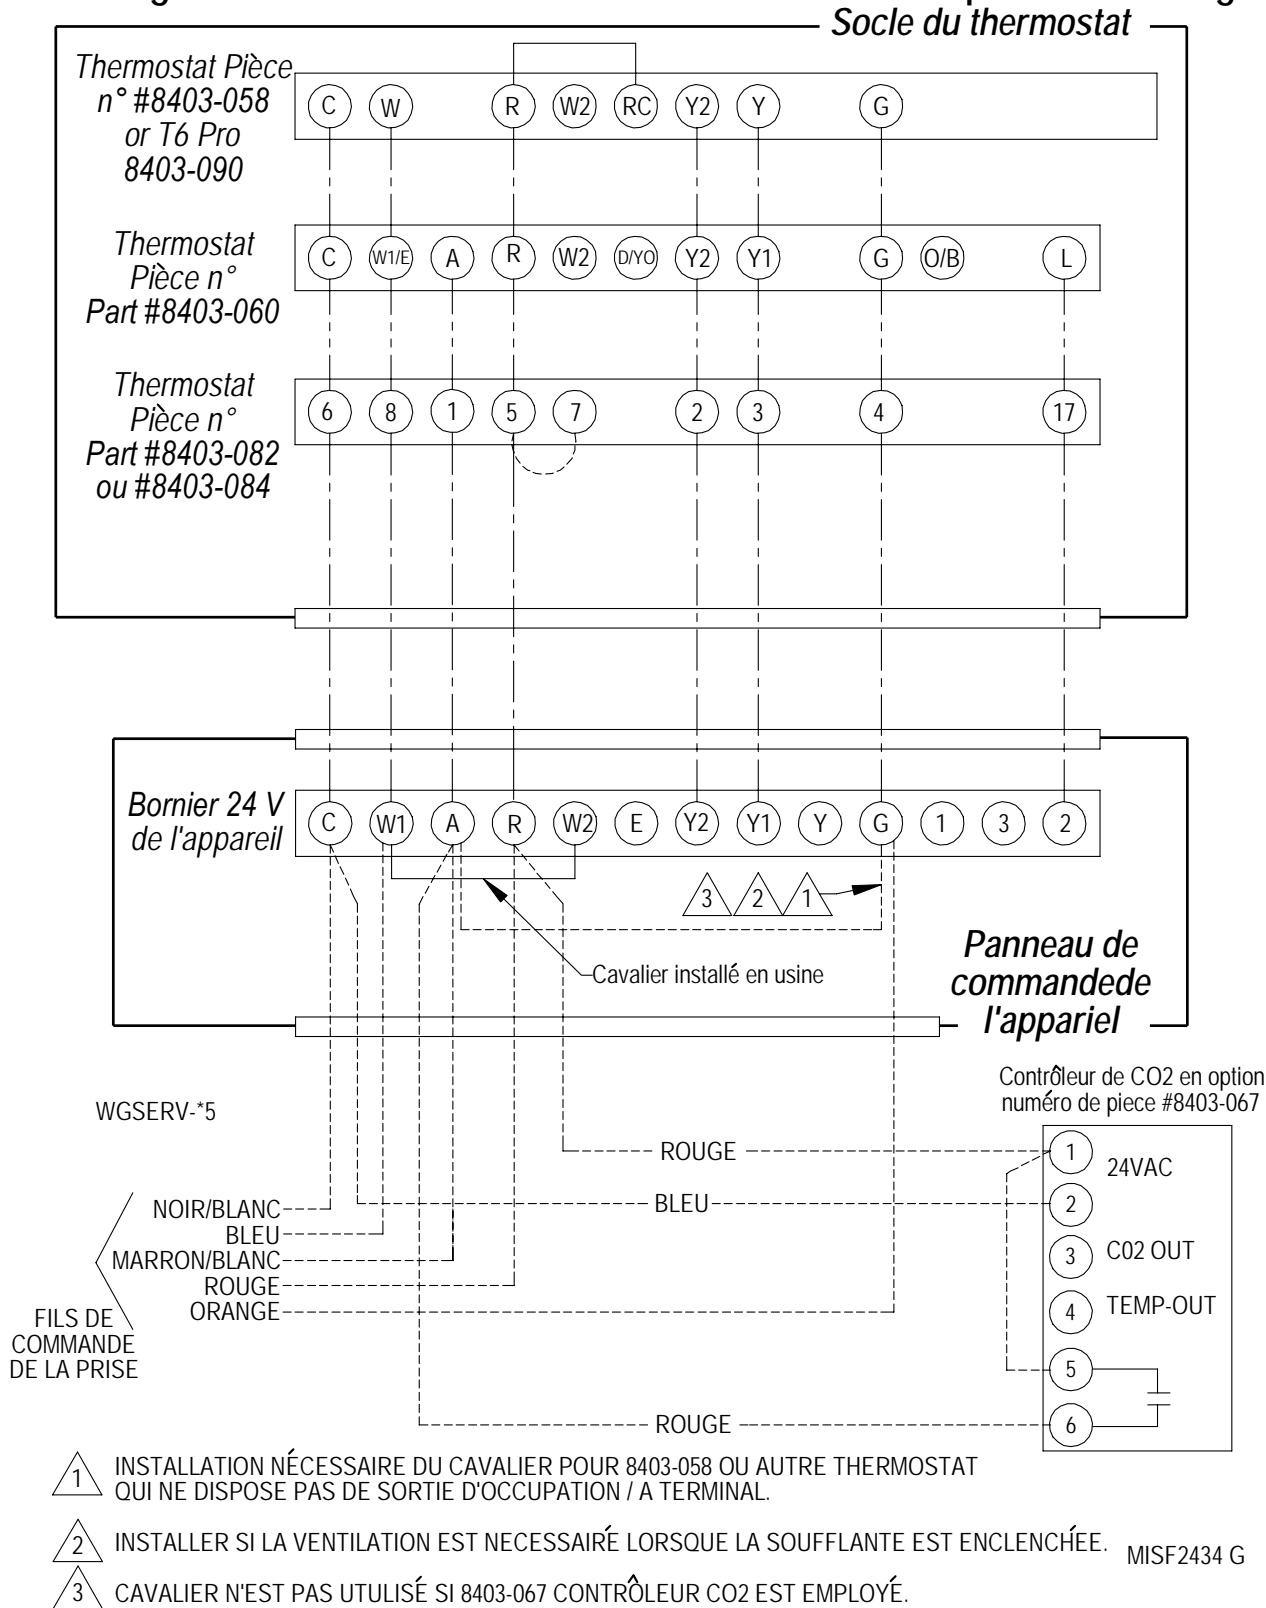 Socle du thermostat
Thermostat Pièce
n° #8403-058
or T6 Pro
8403-090
C W R W2 RC Y2 Y G
Thermostat
Pièce n°
Part #8403-060
C W1/E A R W2 D/YO Y2 Y1 G O/B L
Thermostat
Pièce n°
Part #8403-082
ou #8403-084
6 8 1 5 7 2 3 4 17
Bornier 24 V
de l'appareil
C W1 A R W2 E Y2 Y1 Y G 1 3 2
3 2 1
Cavalier installé en usine
Panneau de
commandede
l'appariel
Contrôleur de CO2 en option
numéro de piece #8403-067
WGSERV-*5
ROUGE
1 24VAC
BLEU
2
3 C02 OUT
4 TEMP-OUT
5
6
ROUGE
NOIR/BLANC
BLEU
MARRON/BLANC
ROUGE
ORANGE
FILS DE
COMMANDE
DE LA PRISE
1 INSTALLATION NÉCESSAIRE DU CAVALIER POUR 8403-058 OU AUTRE THERMOSTAT
QUI NE DISPOSE PAS DE SORTIE D'OCCUPATION / A TERMINAL.
2 INSTALLER SI LA VENTILATION EST NECESSAIRÉ LORSQUE LA SOUFFLANTE EST ENCLENCHÉE.
MISF2434 G
3 CAVALIER N'EST PAS UTULISÉ SI 8403-067 CONTRÔLEUR CO2 EST EMPLOYÉ.